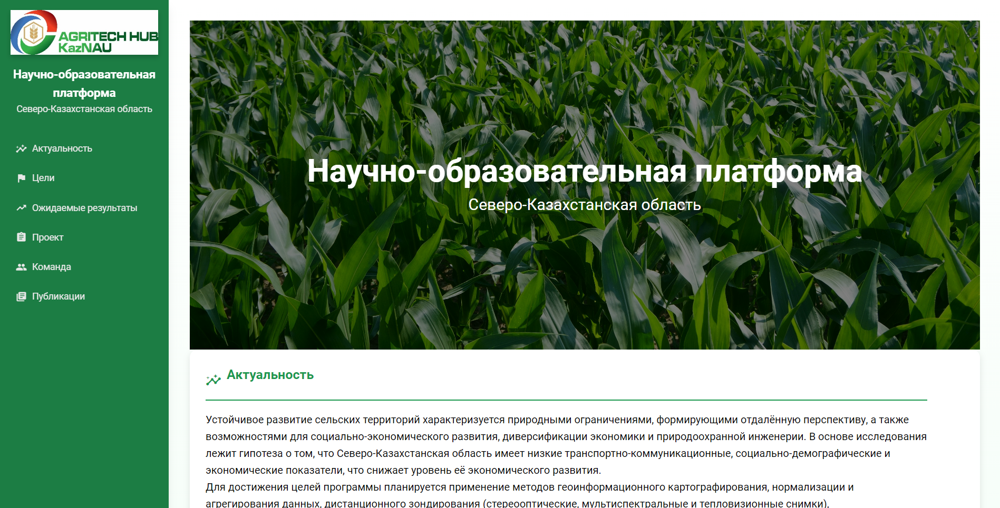 AGRITECH HUB
KazNAU
Научно-образовательная
платформа
Северо-Казахстанская область
Актуальность
Цели
Ожидаемые результаты
Проект
Команда
Публикации
Научно-образовательная платформа
Северо-Казахстанская область
Актуальность
Устойчивое развитие сельских территорий характеризуется природными ограничениями, формирующими отдалённую перспективу, а также
возможностями для социально-экономического развития, диверсификации экономики и природоохранной инженерии. В основе исследования
лежит гипотеза о том, что Северо-Казахстанская область имеет низкие транспортно-коммуникационные, социально-демографические и
экономические показатели, что снижает уровень её экономического развития.
Для достижения целей программы планируется применение методов геоинформационного картографирования, нормализации и
агрегирования данных, дистанционного зондирования (стереооптические, мультиспектральные и тепловизионные снимки),